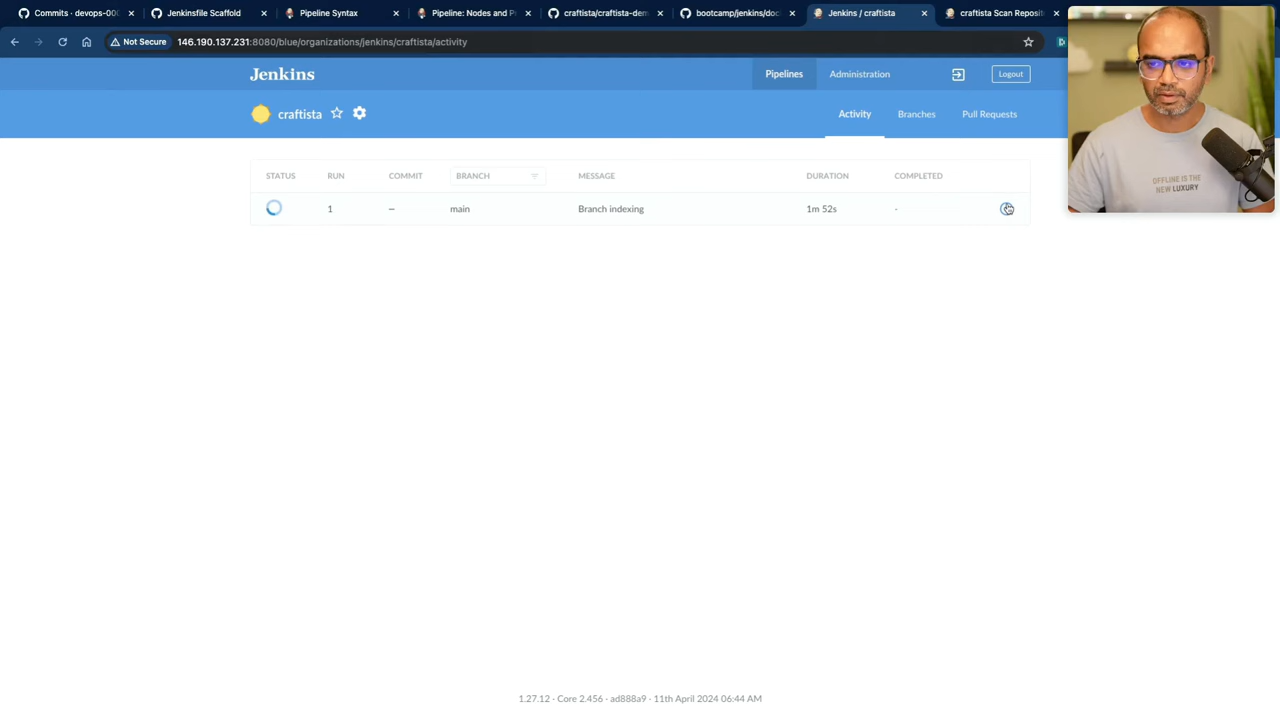 Commits · devops-000
Jenkinsfile Scaffold
Pipeline Syntax
Pipeline: Nodes and P
craftista/craftista-dem
bootcamp/jenkins/doc
Jenkins / craftista
craftista Scan Reposit
Not Secure
146.190.137.231:8080/blue/organizations/jenkins/craftista/activity
Jenkins
Pipelines
Administration
Logout
craftista
Activity
Branches
Pull Requests
STATUS
RUN
COMMIT
BRANCH
MESSAGE
DURATION
COMPLETED
1
—
main
Branch indexing
1m 52s
-
OFFLINE IS THE
NEW LUXURY
1.27.12 · Core 2.456 · ad888a9 · 11th April 2024 06:44 AM